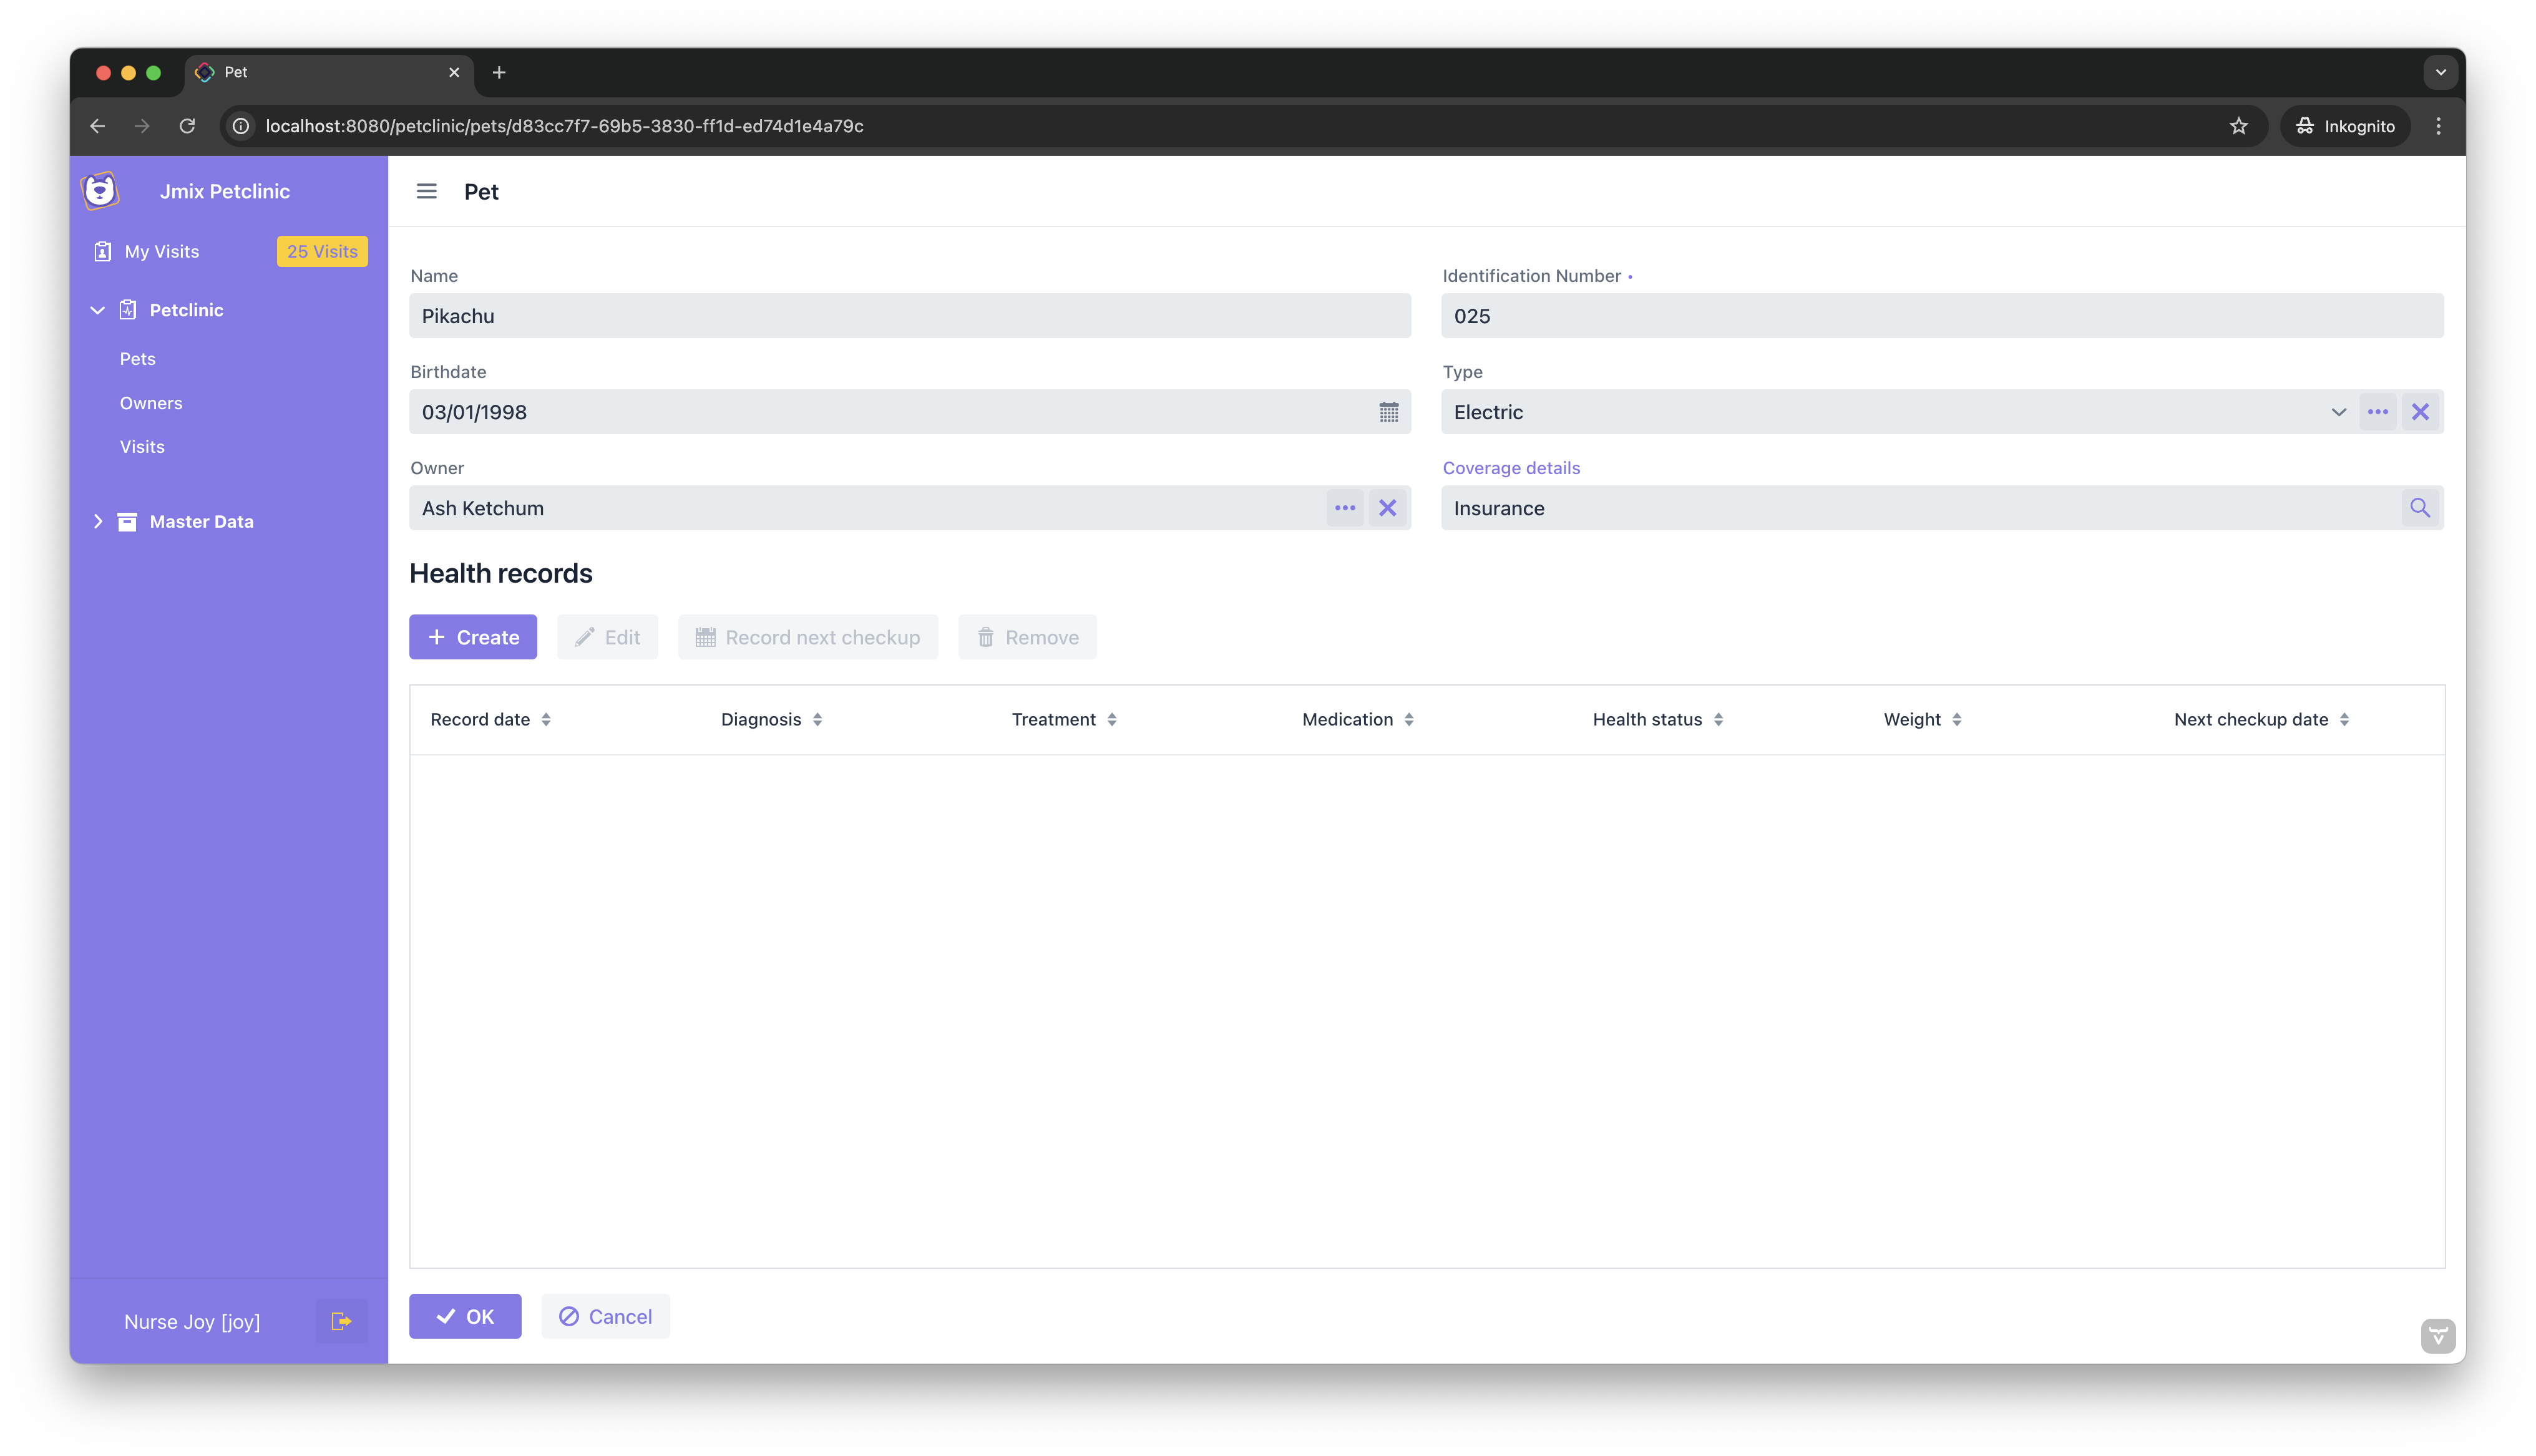 Pet
localhost:8080/petclinic/pets/d83cc7f7-69b5-3830-ff1d-ed74d1e4a79c
Inkognito
Jmix Petclinic
My Visits
25 Visits
Petclinic
Pets
Owners
Visits
Master Data
Nurse Joy [joy]
Pet
Name
Pikachu
Identification Number •
025
Birthdate
03/01/1998
Type
Electric
Owner
Ash Ketchum
Coverage details
Insurance
Health records
Create
Edit
Record next checkup
Remove
Record date
Diagnosis
Treatment
Medication
Health status
Weight
Next checkup date
OK
Cancel